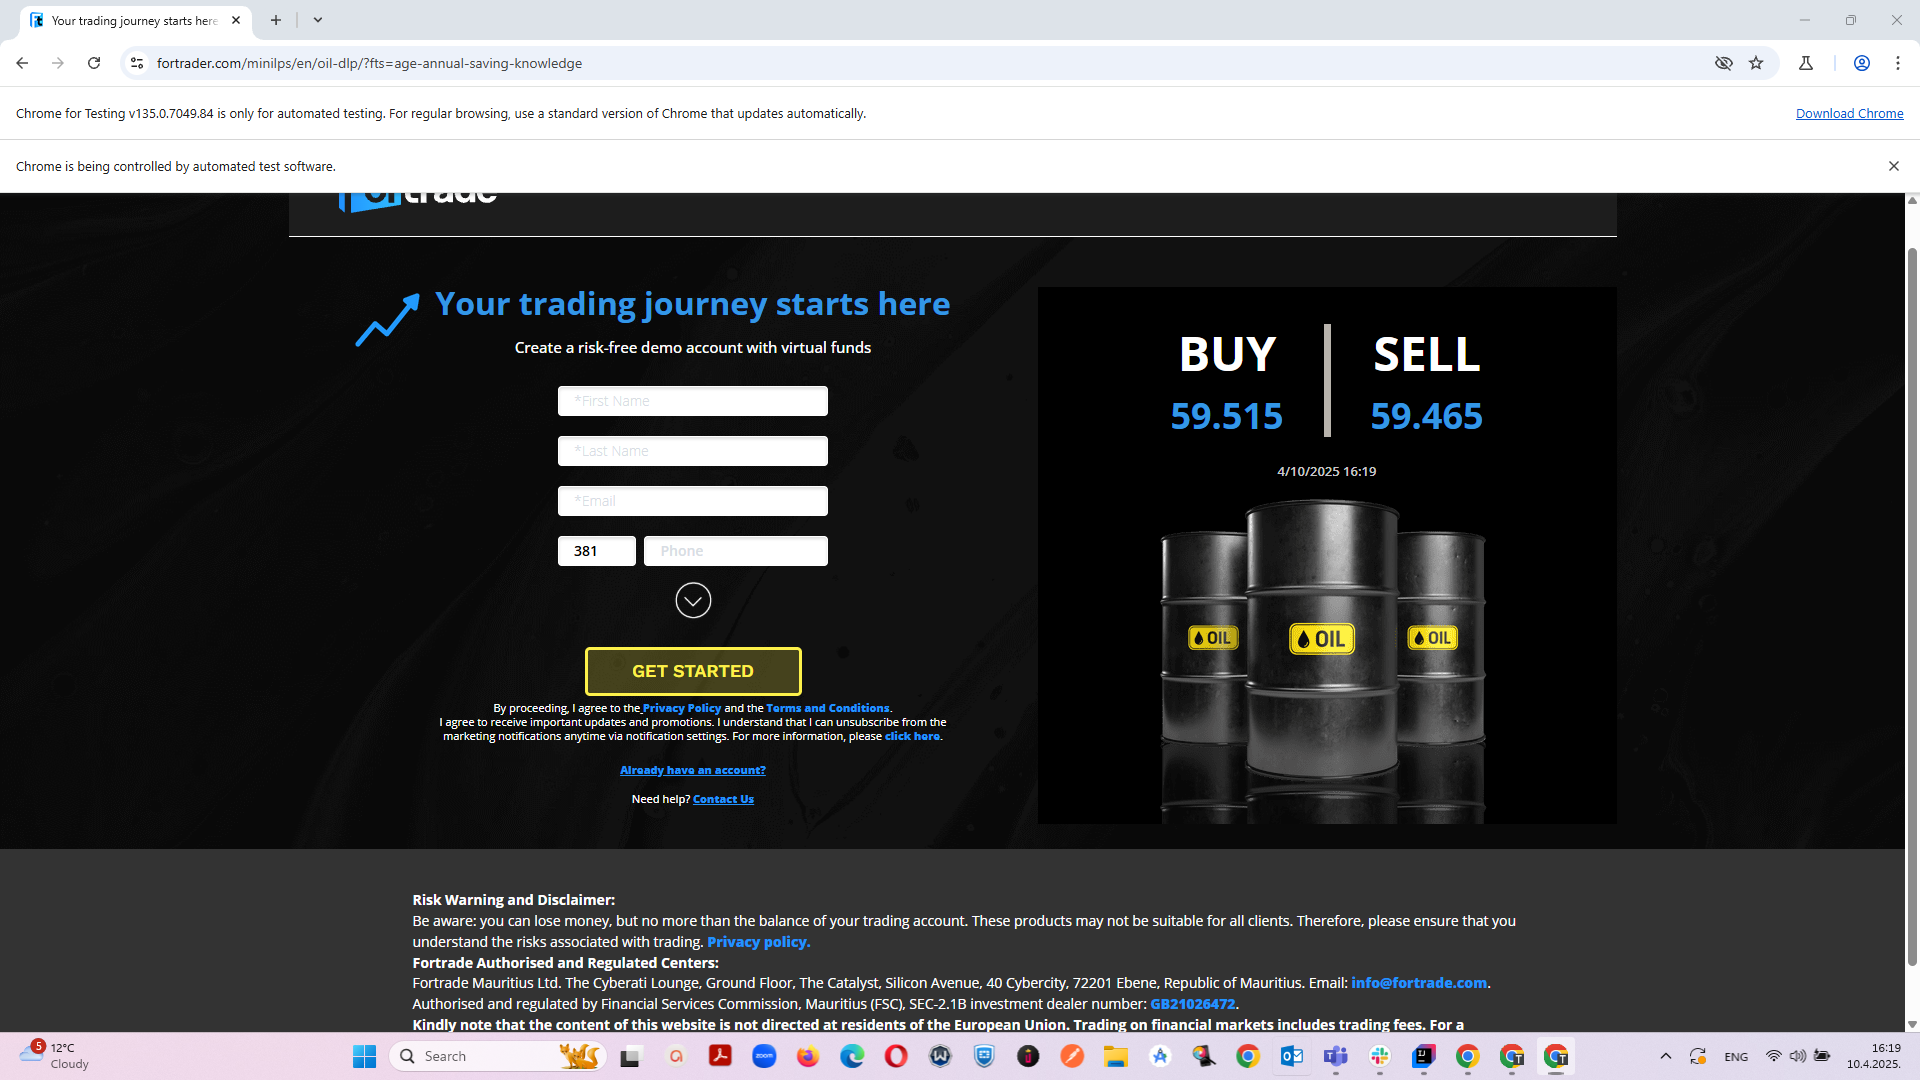 Your trading journey starts here
fortrader.com/minilps/en/oil-dlp/?fts=age-annual-saving-knowledge
Chrome for Testing v135.0.7049.84 is only for automated testing. For regular browsing, use a standard version of Chrome that updates automatically.
Download Chrome
Chrome is being controlled by automated test software.
fortrade
Your trading journey starts here
Create a risk-free demo account with virtual funds
*First Name
*Last Name
*Email
381
Phone
GET STARTED
By proceeding, I agree to the Privacy Policy and the Terms and Conditions.
I agree to receive important updates and promotions. I understand that I can unsubscribe from the
marketing notifications anytime via notification settings. For more information, please click here.
Already have an account?
Need help? Contact Us
BUY
SELL
59.515
59.465
4/10/2025 16:19
OIL
OIL
OIL
Risk Warning and Disclaimer:
Be aware: you can lose money, but no more than the balance of your trading account. These products may not be suitable for all clients. Therefore, please ensure that you
understand the risks associated with trading. Privacy policy.
Fortrade Authorised and Regulated Centers:
Fortrade Mauritius Ltd. The Cyberati Lounge, Ground Floor, The Catalyst, Silicon Avenue, 40 Cybercity, 72201 Ebene, Republic of Mauritius. Email: info@fortrade.com.
Authorised and regulated by Financial Services Commission, Mauritius (FSC), SEC-2.1B investment dealer number: GB21026472.
Kindly note that the content of this website is not directed at residents of the European Union. Trading on financial markets includes trading fees. For a
5
12°C
Cloudy
Search
zoom
ENG
16:19
10.4.2025.